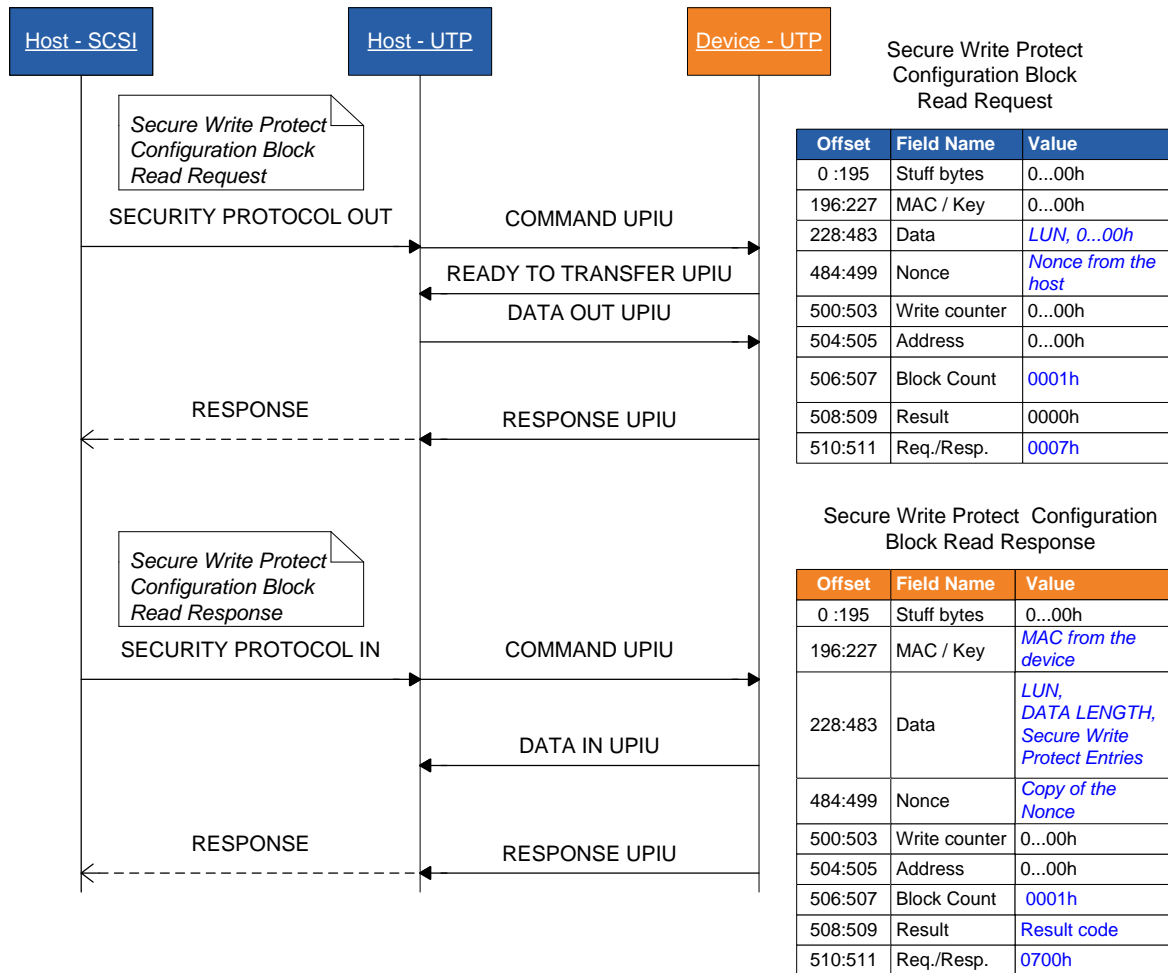 Host - SCSI
Host - UTP
Device - UTP
Secure Write Protect
Configuration Block
Read Request
SECURITY PROTOCOL OUT
COMMAND UPIU
READY TO TRANSFER UPIU
DATA OUT UPIU
RESPONSE
RESPONSE UPIU
Secure Write Protect
Configuration Block
Read Response
SECURITY PROTOCOL IN
COMMAND UPIU
DATA IN UPIU
RESPONSE
RESPONSE UPIU
Secure Write Protect
Configuration Block
Read Request
Offset Field Name Value
0 :195 Stuff bytes 0...00h
196:227 MAC / Key 0...00h
228:483 Data LUN, 0...00h
484:499 Nonce Nonce from the
host
500:503 Write counter 0...00h
504:505 Address 0...00h
506:507 Block Count 0001h
508:509 Result 0000h
510:511 Req./Resp. 0007h
Secure Write Protect Configuration
Block Read Response
Offset Field Name Value
0 :195 Stuff bytes 0...00h
196:227 MAC / Key MAC from the
device
228:483 Data LUN,
DATA LENGTH,
Secure Write
Protect Entries
484:499 Nonce Copy of the
Nonce
500:503 Write counter 0...00h
504:505 Address 0...00h
506:507 Block Count 0001h
508:509 Result Result code
510:511 Req./Resp. 0700h